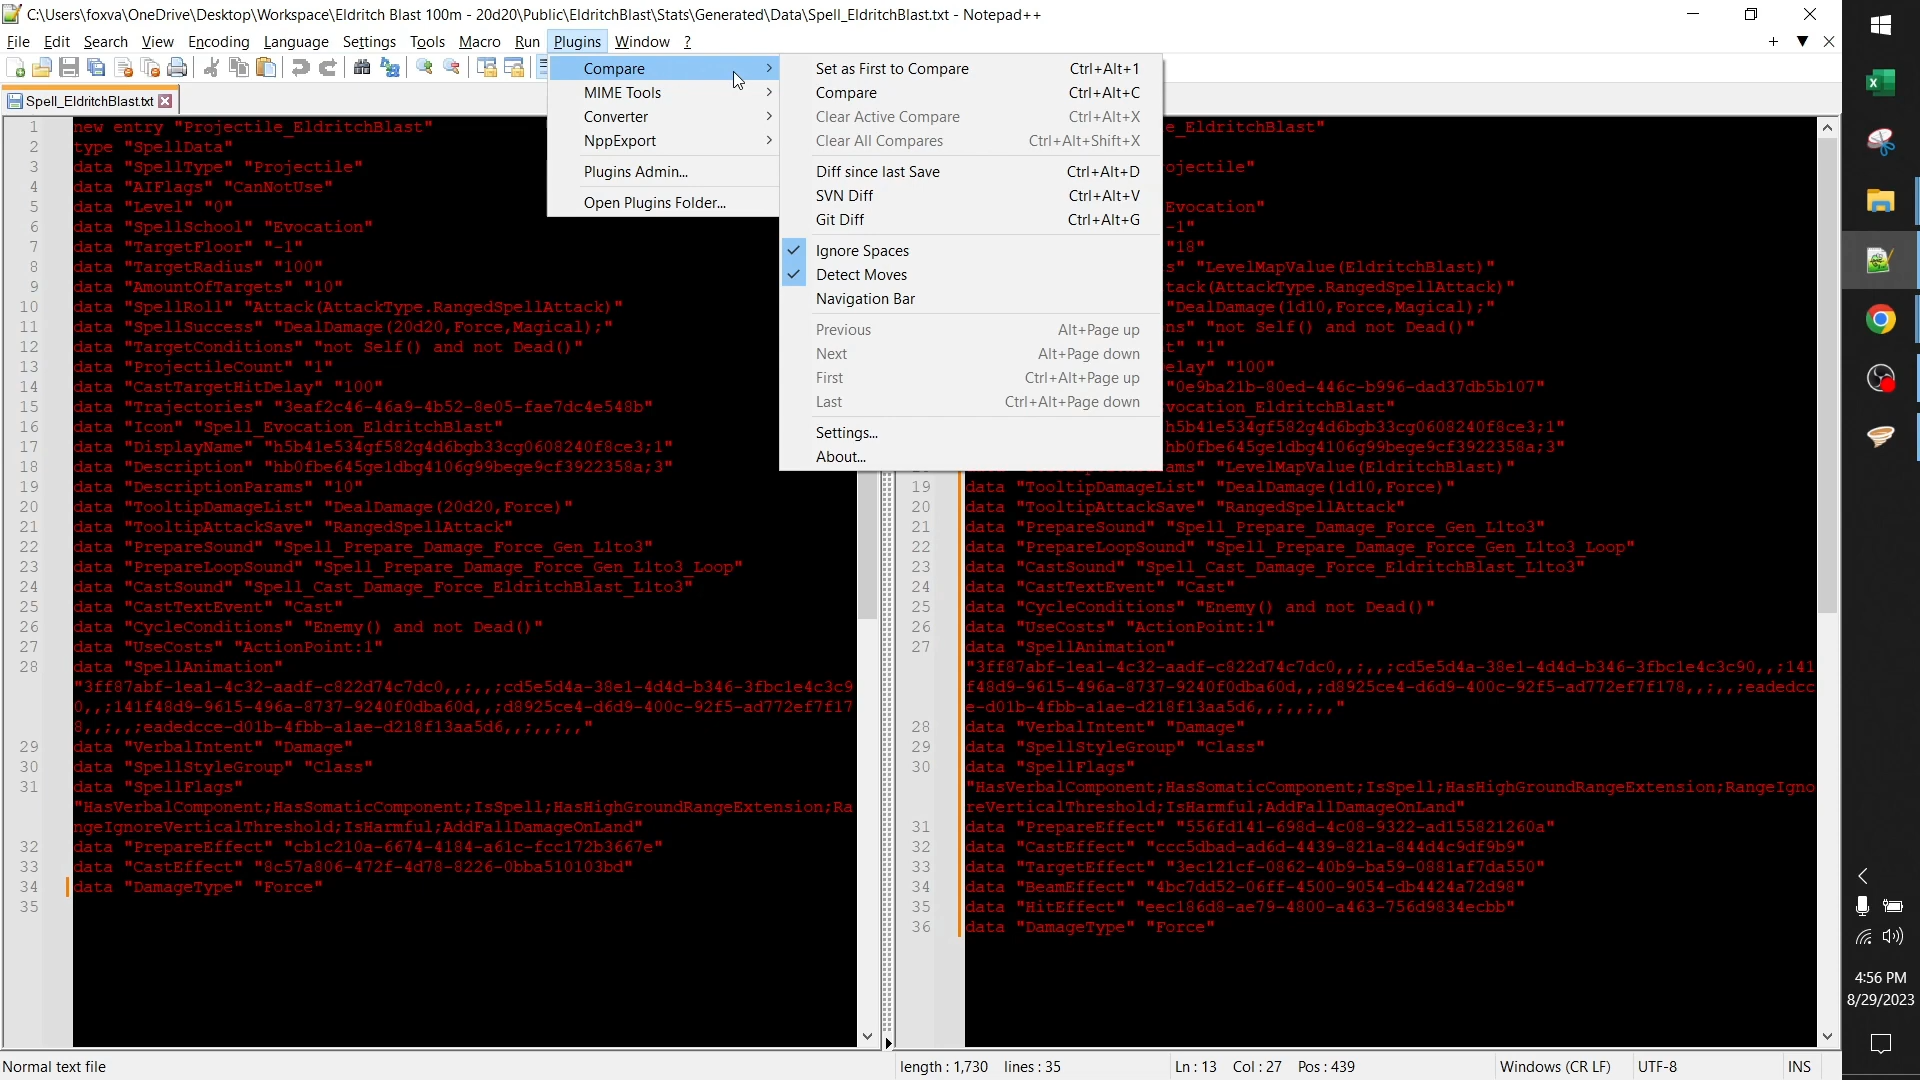 C:\Users\foxva\OneDrive\Desktop\Workspace\Eldritch Blast 100m - 20d20\Public\EldritchBlast\Stats\Generated\Data\Spell_EldritchBlast.txt - Notepad++
File Edit Search View Encoding Language Settings Tools Macro Run Plugins Window ?
Spell_EldritchBlast.txt
Compare
MIME Tools
Converter
NppExport
Plugins Admin...
Open Plugins Folder...
Set as First to Compare Ctrl+Alt+1
Compare Ctrl+Alt+C
Clear Active Compare Ctrl+Alt+X
Clear All Compares Ctrl+Alt+Shift+X
Diff since last Save Ctrl+Alt+D
SVN Diff Ctrl+Alt+V
Git Diff Ctrl+Alt+G
Ignore Spaces
Detect Moves
Navigation Bar
Previous Alt+Page up
Next Alt+Page down
First Ctrl+Alt+Page up
Last Ctrl+Alt+Page down
Settings...
About...
1 new entry "Projectile_EldritchBlast"
2 type "SpellData"
3 data "SpellType" "Projectile"
4 data "AIFlags" "CanNotUse"
5 data "Level" "0"
6 data "SpellSchool" "Evocation"
7 data "TargetFloor" "-1"
8 data "TargetRadius" "100"
9 data "AmountOfTargets" "10"
10 data "SpellRoll" "Attack(AttackType.RangedSpellAttack)"
11 data "SpellSuccess" "DealDamage(20d20,Force,Magical);"
12 data "TargetConditions" "not Self() and not Dead()"
13 data "ProjectileCount" "1"
14 data "CastTargetHitDelay" "100"
15 data "Trajectories" "3eaf2c46-46a9-4b52-8e05-fae7dc4e548b"
16 data "Icon" "Spell_Evocation_EldritchBlast"
17 data "DisplayName" "h5b41e534gf582g4d6bgb33cg0608240f8ce3;1"
18 data "Description" "hb0fbe645ge1dbg4106g99bege9cf3922358a;3"
19 data "DescriptionParams" "10"
20 data "TooltipDamageList" "DealDamage(20d20,Force)"
21 data "TooltipAttackSave" "RangedSpellAttack"
22 data "PrepareSound" "Spell_Prepare_Damage_Force_Gen_L1to3"
23 data "PrepareLoopSound" "Spell_Prepare_Damage_Force_Gen_L1to3_Loop"
24 data "CastSound" "Spell_Cast_Damage_Force_EldritchBlast_L1to3"
25 data "CastTextEvent" "Cast"
26 data "CycleConditions" "Enemy() and not Dead()"
27 data "UseCosts" "ActionPoint:1"
28 data "SpellAnimation"
"3ff87abf-1ea1-4c32-aadf-c822d74c7dc0,,;,,;cd5e5d4a-38e1-4d4d-b346-3fbc1e4c3c9
0,,;141f48d9-9615-496a-8737-9240f0dba60d,,;d8925ce4-d6d9-400c-92f5-ad772ef7f17
8,,;,,;eadedcce-d01b-4fbb-a1ae-d218f13aa5d6,,;,,;,,"
29 data "VerbalIntent" "Damage"
30 data "SpellStyleGroup" "Class"
31 data "SpellFlags"
"HasVerbalComponent;HasSomaticComponent;IsSpell;HasHighGroundRangeExtension;Ra
ngeIgnoreVerticalThreshold;IsHarmful;AddFallDamageOnLand"
32 data "PrepareEffect" "cb1c210a-6674-4184-a61c-fcc172b3667e"
33 data "CastEffect" "8c57a806-472f-4d78-8226-0bba510103bd"
34 data "DamageType" "Force"
35
e_EldritchBlast"
ojectile"
Evocation"
-1"
"18"
s" "LevelMapValue(EldritchBlast)"
tack(AttackType.RangedSpellAttack)"
"DealDamage(1d10,Force,Magical);"
ns" "not Self() and not Dead()"
t" "1"
elay" "100"
"0e9ba21b-80ed-446c-b996-dad37db5b107"
vocation_EldritchBlast"
h5b41e534gf582g4d6bgb33cg0608240f8ce3;1"
hb0fbe645ge1dbg4106g99bege9cf3922358a;3"
ams" "LevelMapValue(EldritchBlast)"
19 data "TooltipDamageList" "DealDamage(1d10,Force)"
20 data "TooltipAttackSave" "RangedSpellAttack"
21 data "PrepareSound" "Spell_Prepare_Damage_Force_Gen_L1to3"
22 data "PrepareLoopSound" "Spell_Prepare_Damage_Force_Gen_L1to3_Loop"
23 data "CastSound" "Spell_Cast_Damage_Force_EldritchBlast_L1to3"
24 data "CastTextEvent" "Cast"
25 data "CycleConditions" "Enemy() and not Dead()"
26 data "UseCosts" "ActionPoint:1"
27 data "SpellAnimation"
"3ff87abf-1ea1-4c32-aadf-c822d74c7dc0,,;,,;cd5e5d4a-38e1-4d4d-b346-3fbc1e4c3c90,,;141
f48d9-9615-496a-8737-9240f0dba60d,,;d8925ce4-d6d9-400c-92f5-ad772ef7f178,,;,,;eadedcc
e-d01b-4fbb-a1ae-d218f13aa5d6,,;,,;,,"
28 data "VerbalIntent" "Damage"
29 data "SpellStyleGroup" "Class"
30 data "SpellFlags"
"HasVerbalComponent;HasSomaticComponent;IsSpell;HasHighGroundRangeExtension;RangeIgno
reVerticalThreshold;IsHarmful;AddFallDamageOnLand"
31 data "PrepareEffect" "556fd141-698d-4c08-9322-ad155821260a"
32 data "CastEffect" "ccc5dbad-ad6d-4439-821a-844d4c9df9b9"
33 data "TargetEffect" "3ec121cf-0862-40b9-ba59-0881af7da550"
34 data "BeamEffect" "4bc7dd52-06ff-4500-9054-db4424a72d98"
35 data "HitEffect" "eec186d8-ae79-4800-a463-756d9834ecbb"
36 data "DamageType" "Force"
Normal text file length : 1,730 lines : 35 Ln : 13 Col : 27 Pos : 439 Windows (CR LF) UTF-8 INS
4:56 PM
8/29/2023